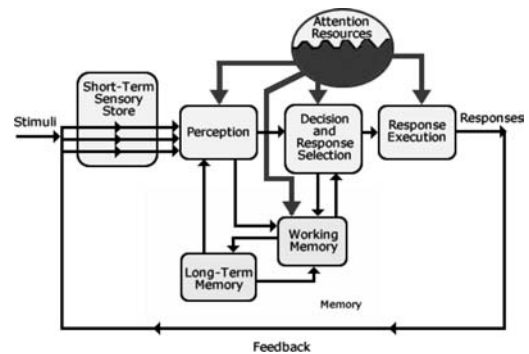 Attention
Resources
Short-Term
Sensory
Store
Stimuli
Perception
Decision
and
Response
Selection
Response
Execution
Responses
Working
Memory
Long-Term
Memory
Memory
Feedback